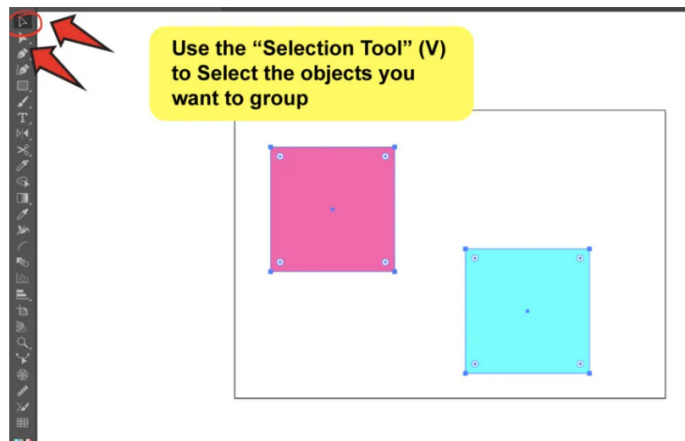 Use the “Selection Tool” (V)
to Select the objects you
want to group